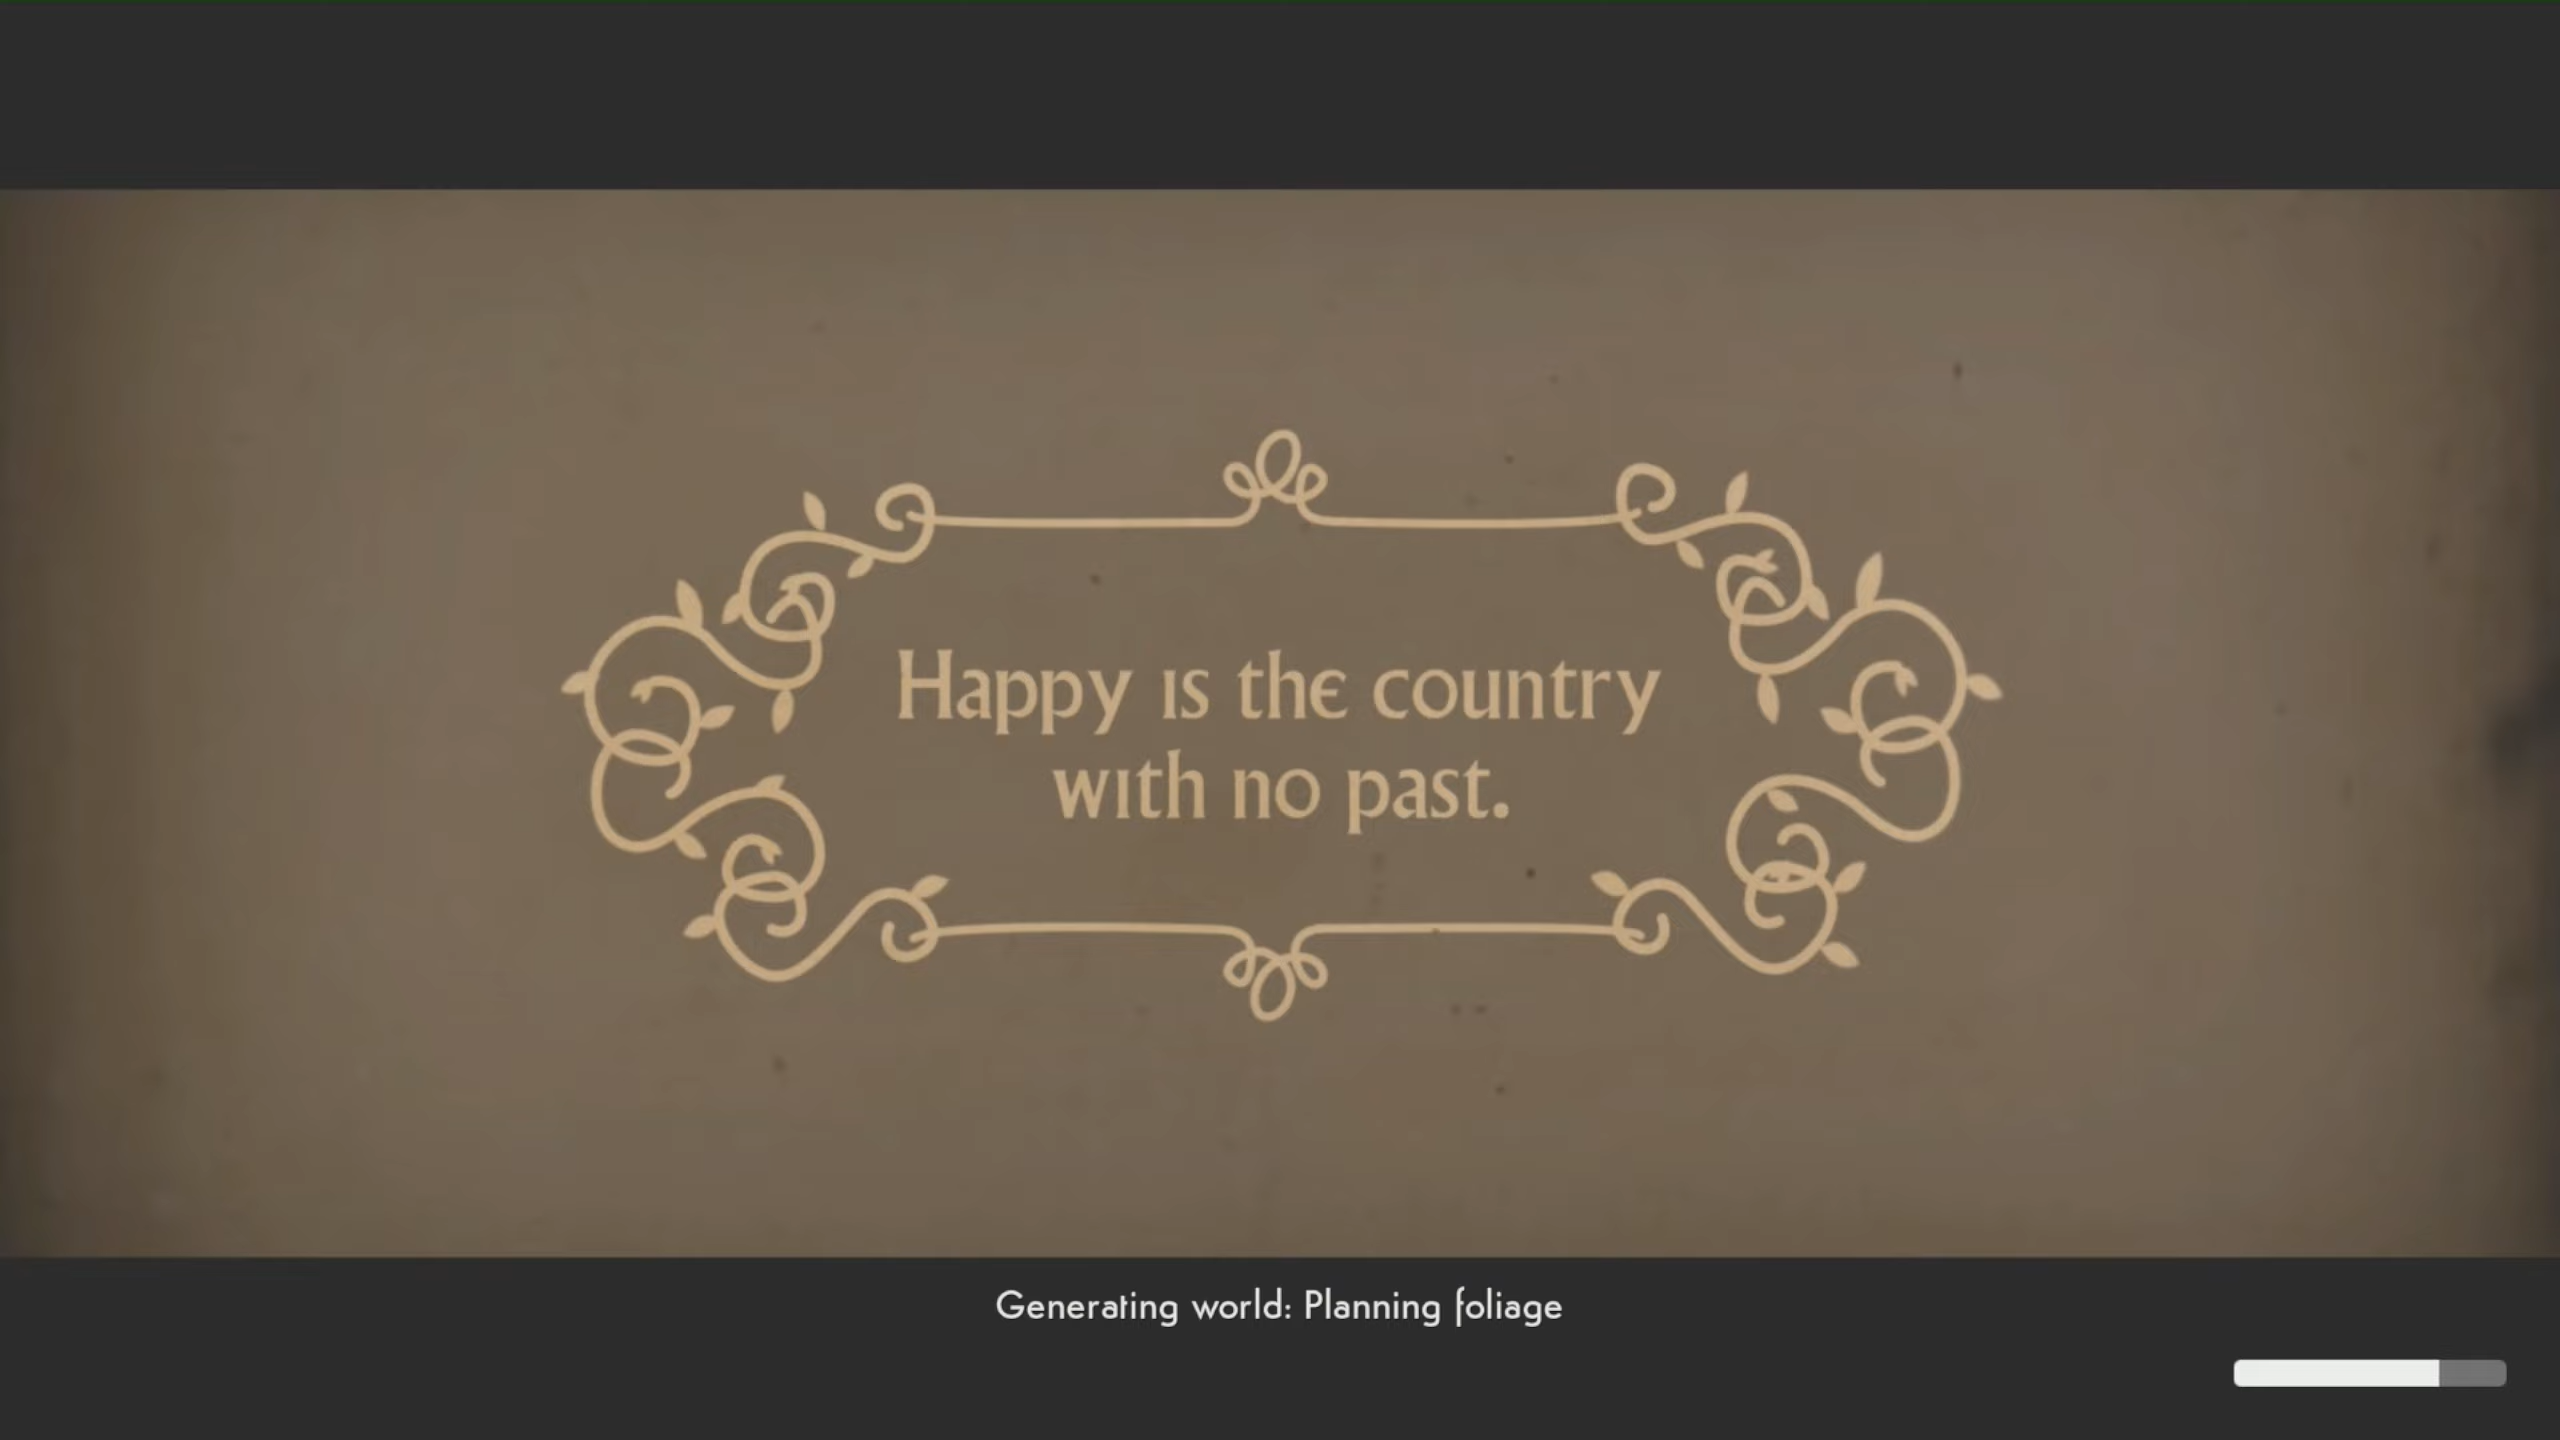 Happy is the country
with no past.
Generating world: Planning foliage